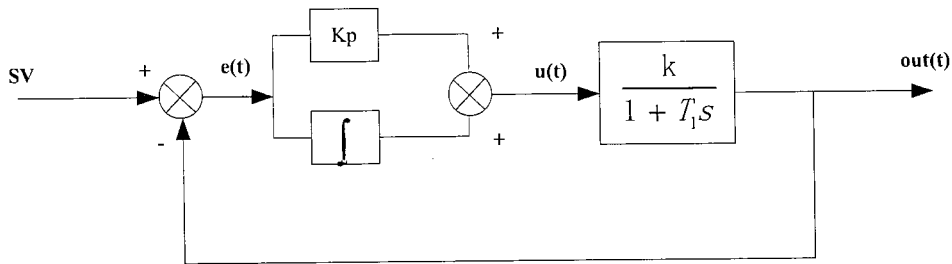 Kp
+
SV
+
e(t)
u(t)
k
1 + T₁s
out(t)
-
∫
+